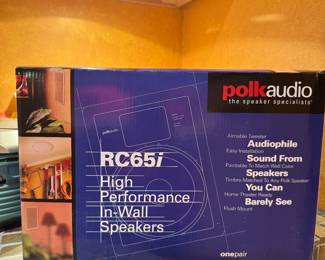 polkaudio
the speaker specialists®
polkaudio
RC65i
High
Performance
In-Wall
Speakers
Aimable Tweeter
Audiophile
Easy Installation
Sound From
Paintable To Match Wall Color
Speakers
Timbre Matched To Any Polk Speaker
You Can
Home Theater Ready
Barely See
Flush Mount
onepair